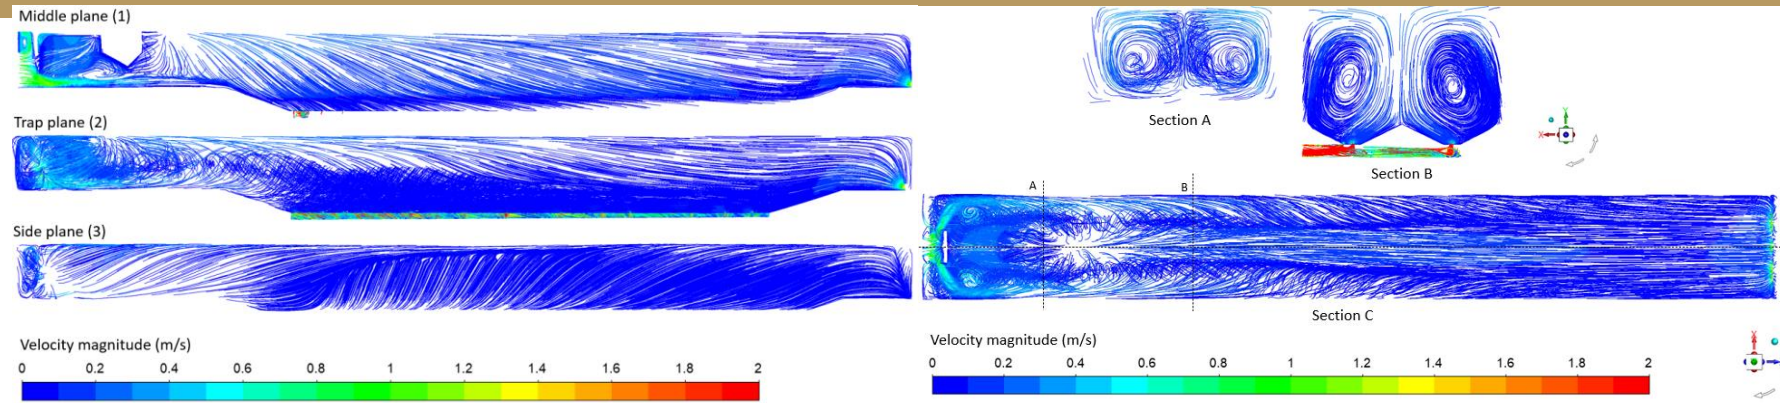 Middle plane (1)
Trap plane (2)
Side plane (3)
Velocity magnitude (m/s)
0 0.2 0.4 0.6 0.8 1 1.2 1.4 1.6 1.8 2
Section A
Section B
Y
X
A B
Section C
Velocity magnitude (m/s)
0 0.2 0.4 0.6 0.8 1 1.2 1.4 1.6 1.8 2
X